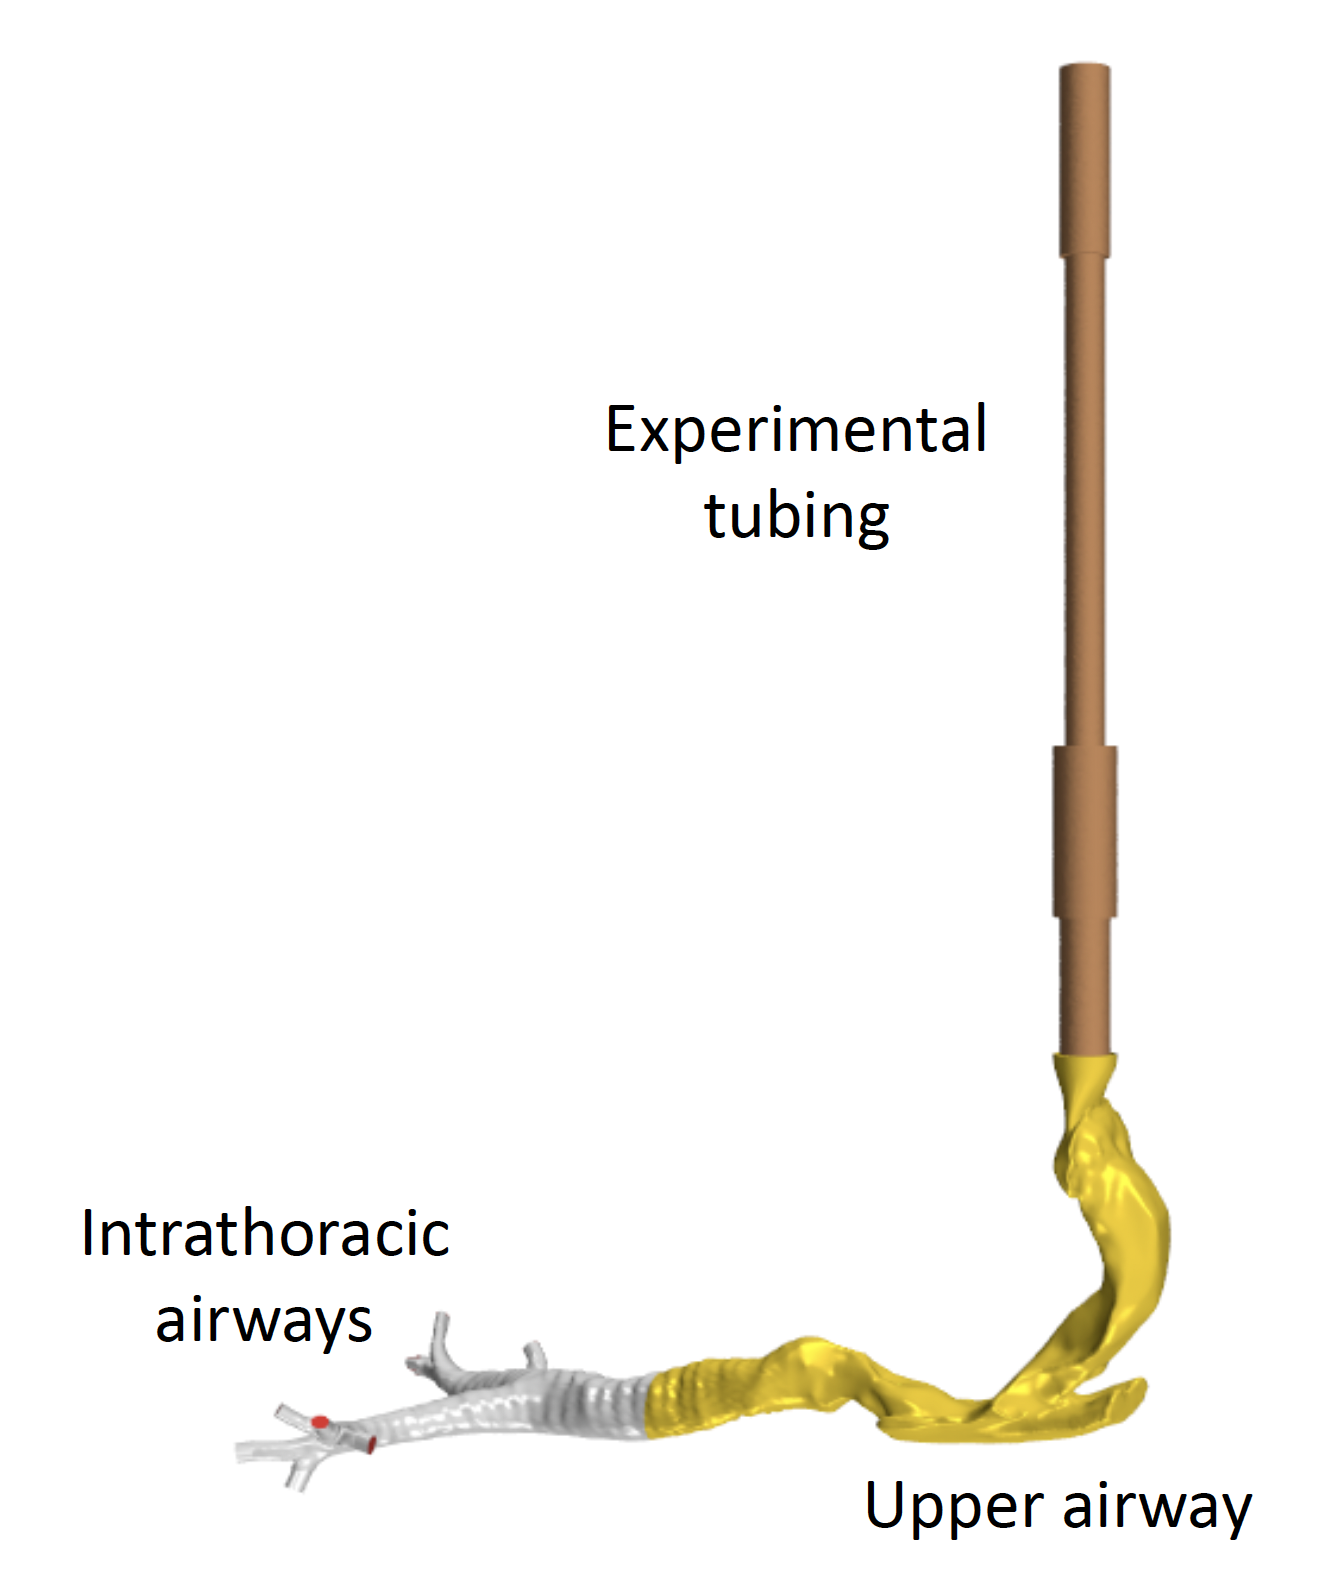 Experimental
tubing
Intrathoracic
airways
Upper airway